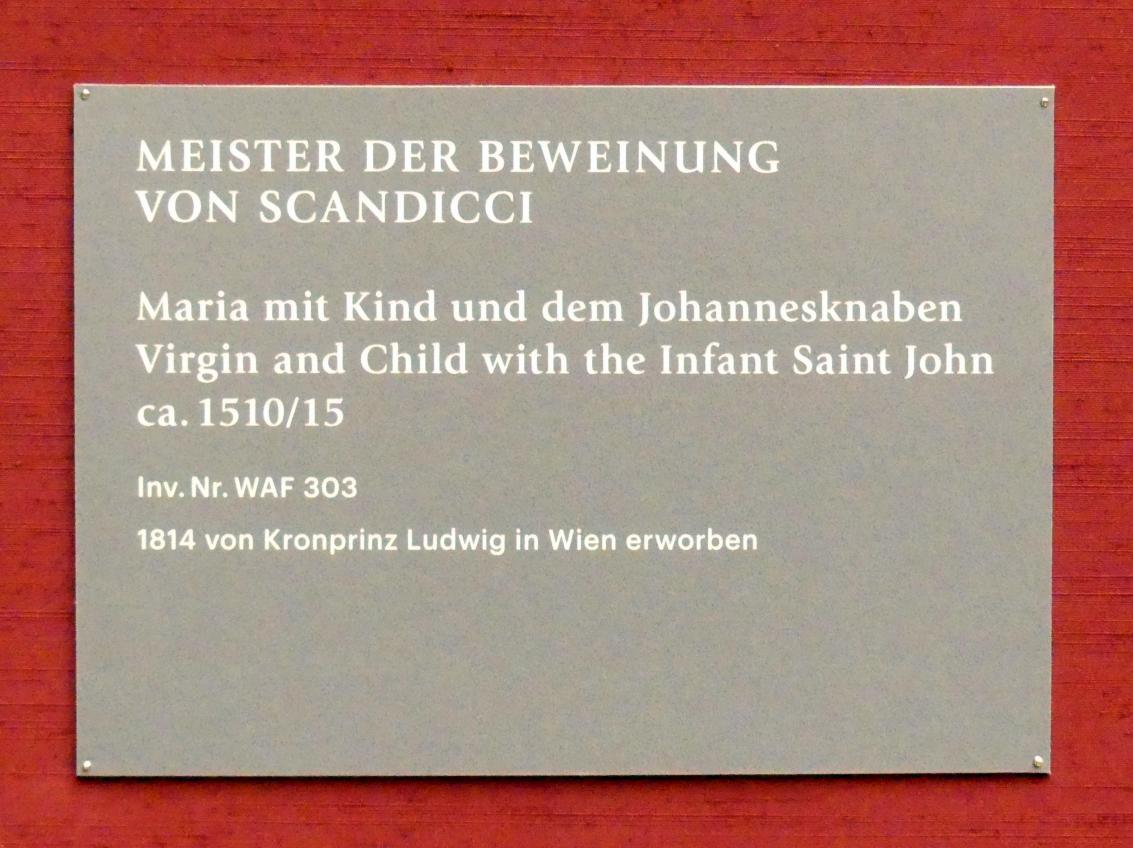 MEISTER DER BEWEINUNG
VON SCANDICCI
Maria mit Kind und dem Johannesknaben
Virgin and Child with the Infant Saint John
ca. 1510/15
Inv. Nr. WAF 303
1814 von Kronprinz Ludwig in Wien erworben